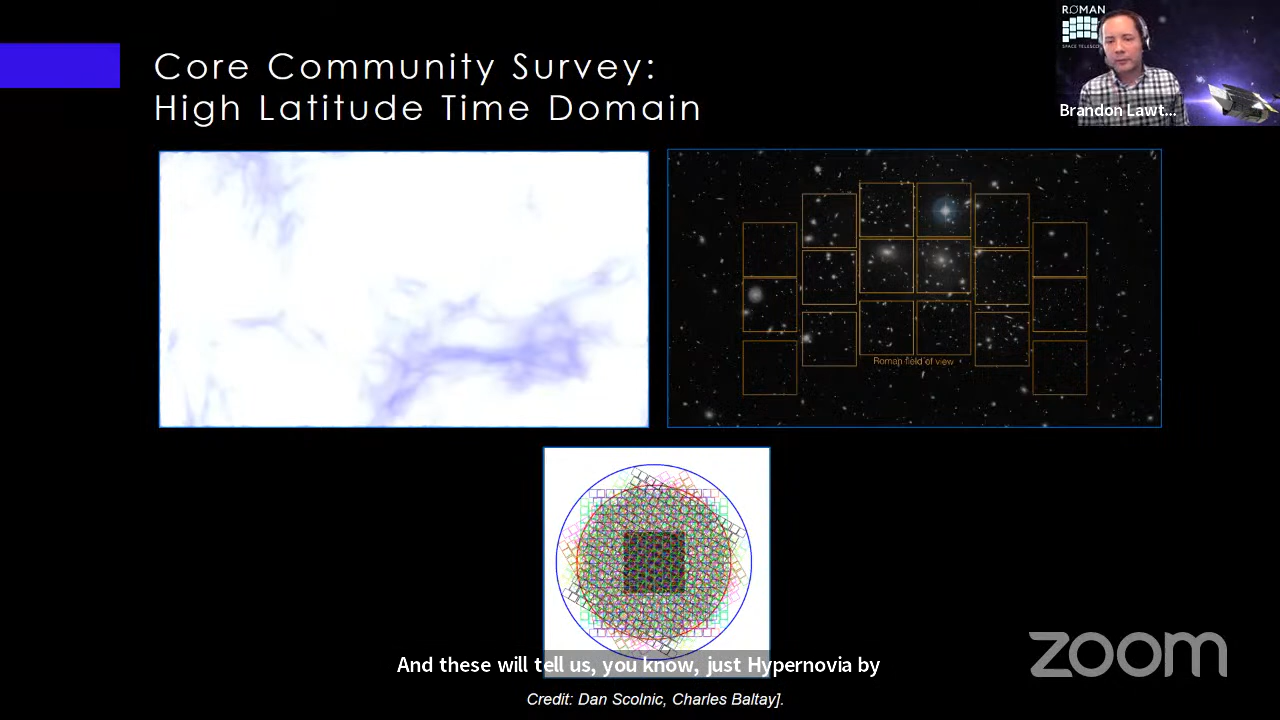 Core Community Survey:
High Latitude Time Domain
ROMAN
SPACE TELESCOPE
Brandon Lawt...
Roman field of view
And these will tell us, you know, just Hypernovia by
Credit: Dan Scolnic, Charles Baltay].
zoom